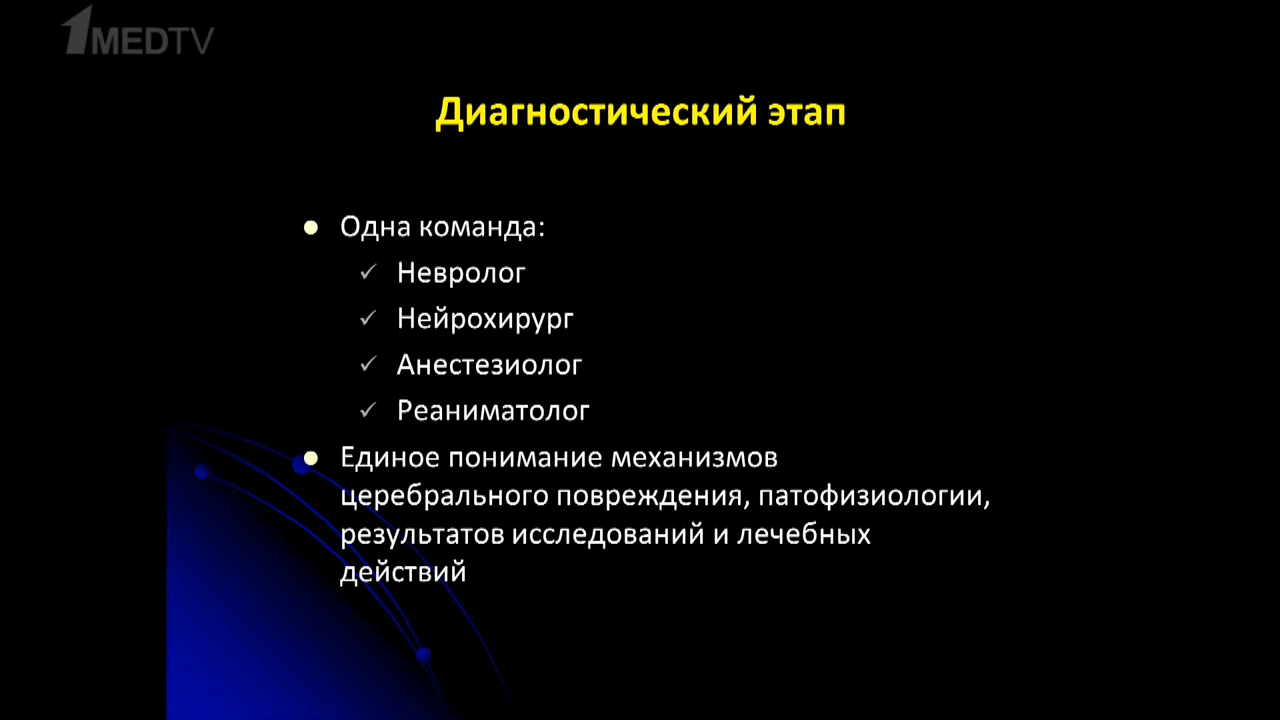 1MEDTV
Диагностический этап
Одна команда:
Невролог
Нейрохирург
Анестезиолог
Реаниматолог
Единое понимание механизмов
церебрального повреждения, патофизиологии,
результатов исследований и лечебных
действий